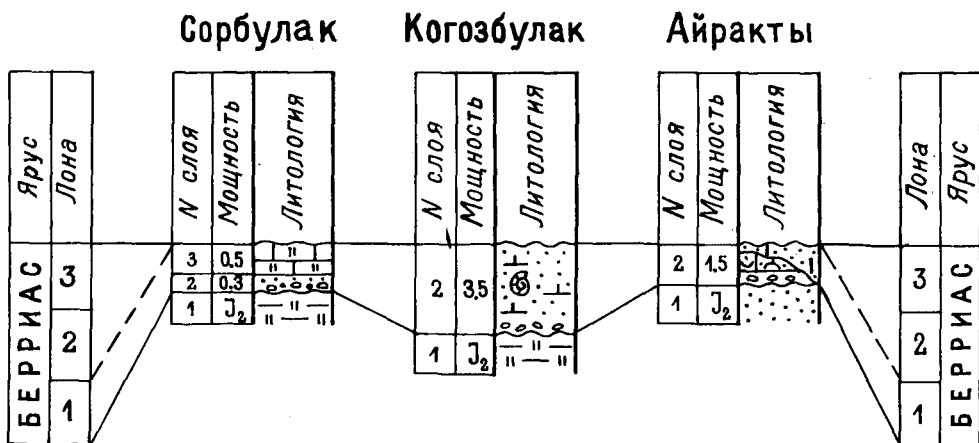 Сорбулак Когозбулак Айракты
Ярус Лона N слоя Мощность Литология N слоя Мощность Литология N слоя Мощность Литология Лона Ярус
БЕРРИАС 3 2 1
3 0.5
2 0.3
1 J₂
2 3,5
1 J₂
2 1.5
1 J₂
3 2 1 БЕРРИАС